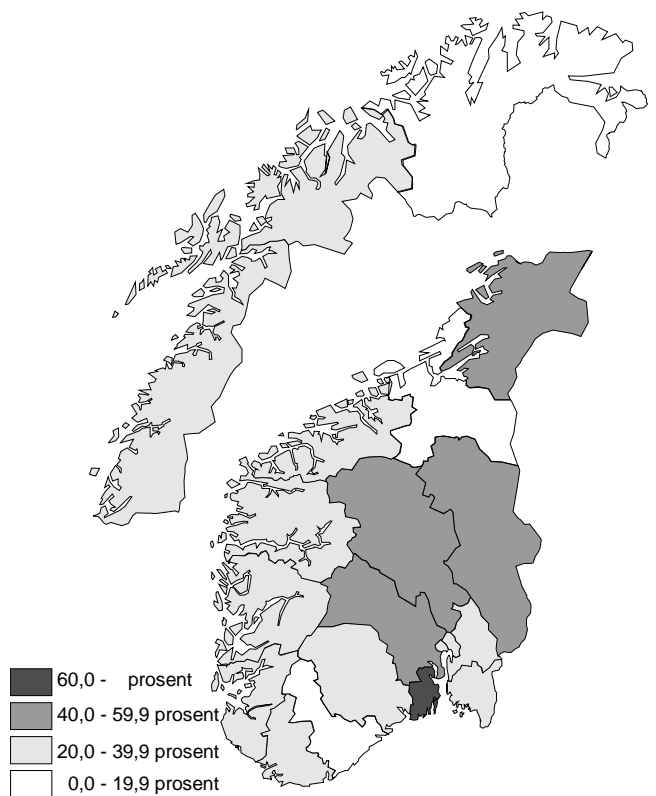 60,0 - prosent
40,0 - 59,9 prosent
20,0 - 39,9 prosent
0,0 - 19,9 prosent